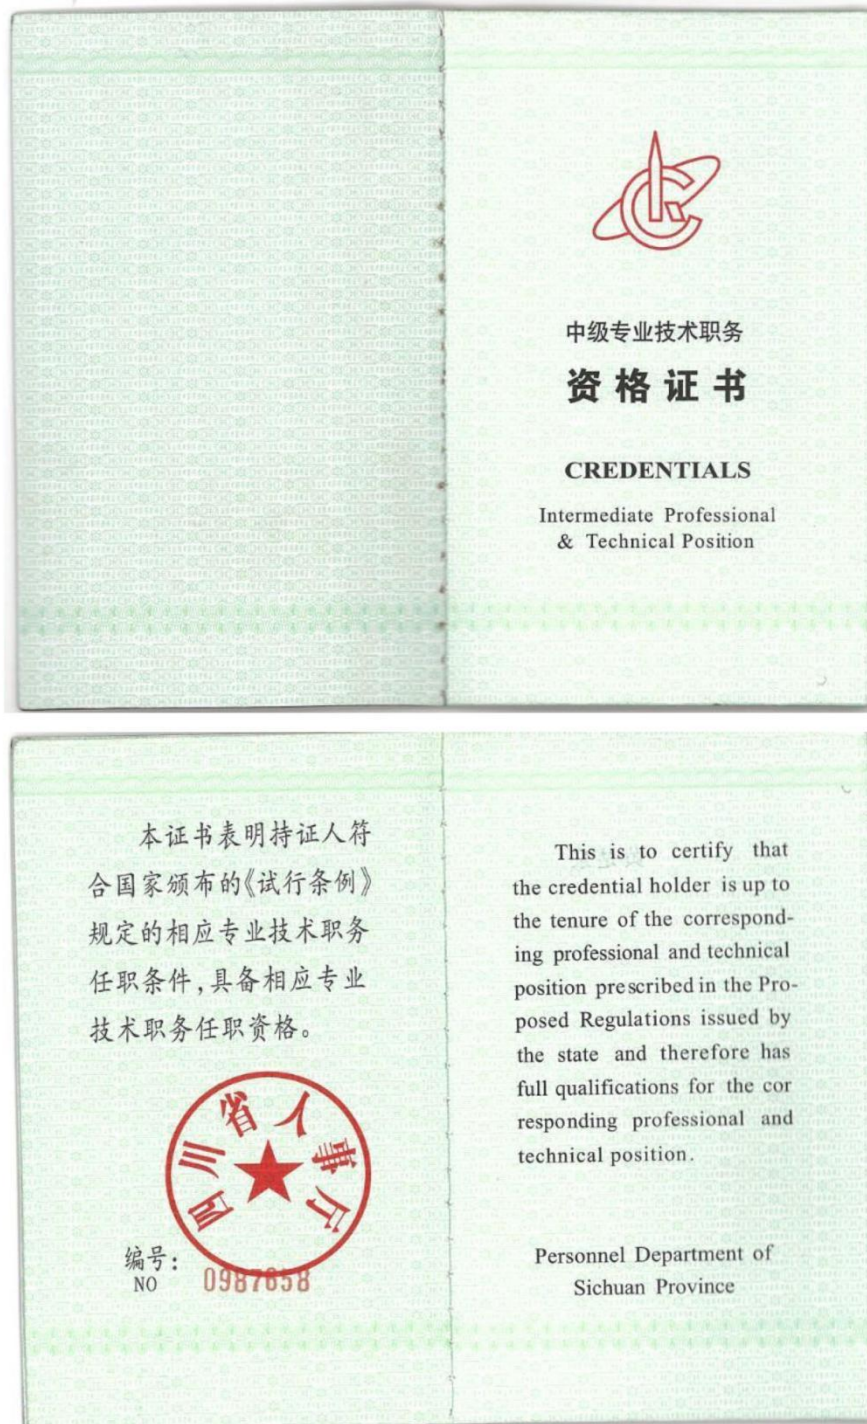 中级专业技术职务
资格证书
CREDENTIALS
Intermediate Professional
& Technical Position
本证书表明持证人符
合国家颁布的《试行条例》
规定的相应专业技术职务
任职条件,具备相应专业
技术职务任职资格。
四川省人事厅
编号:
NO 0987658
This is to certify that
the credential holder is up to
the tenure of the correspond-
ing professional and technical
position prescribed in the Pro-
posed Regulations issued by
the state and therefore has
full qualifications for the cor
responding professional and
technical position.
Personnel Department of
Sichuan Province